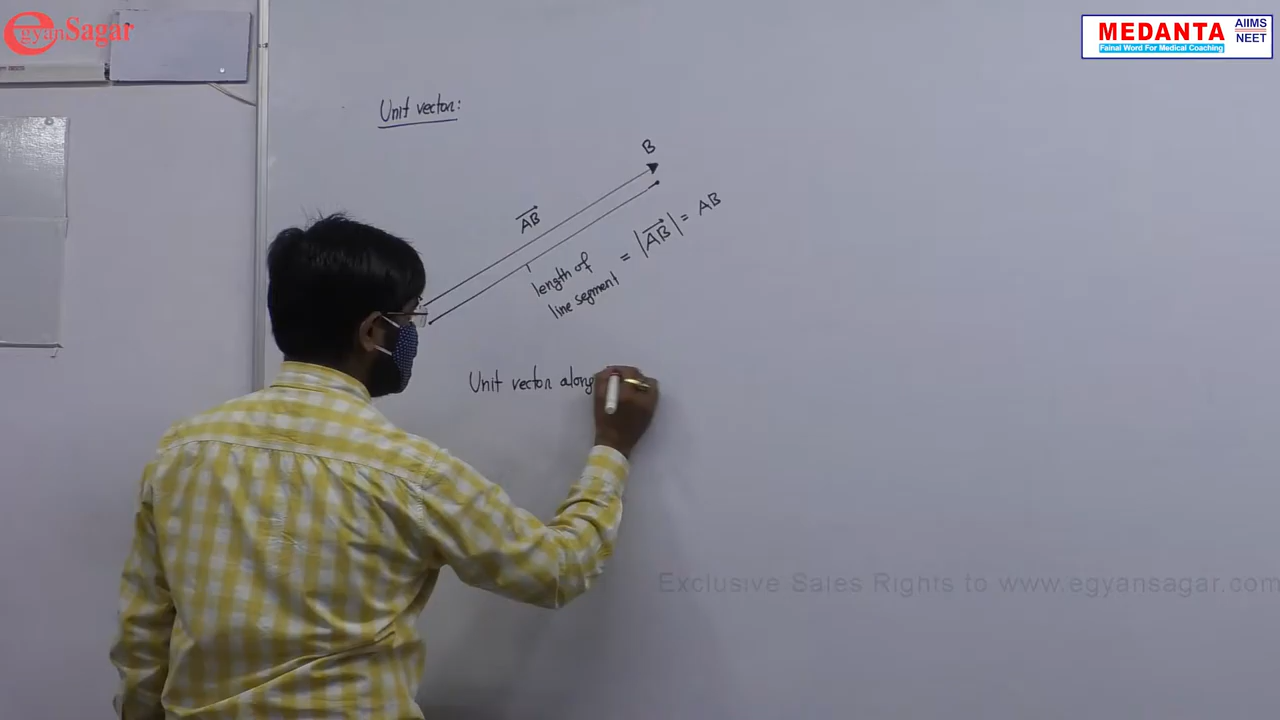 egyanSagar
MEDANTA
Fainal Word For Medical Coaching
AIIMS
NEET
Unit vector:
B
AB
length of
line segment
= |AB| = AB
Unit vector along
Exclusive Sales Rights to www.egyansagar.com